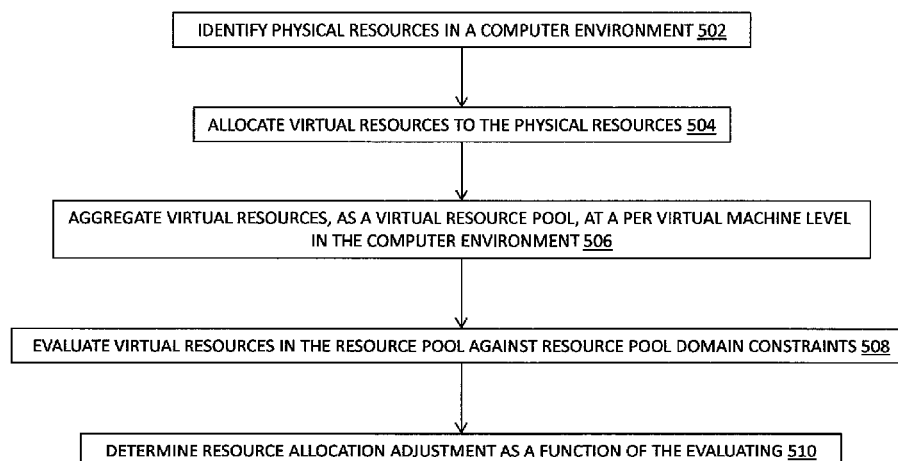 IDENTIFY PHYSICAL RESOURCES IN A COMPUTER ENVIRONMENT 502
ALLOCATE VIRTUAL RESOURCES TO THE PHYSICAL RESOURCES 504
AGGREGATE VIRTUAL RESOURCES, AS A VIRTUAL RESOURCE POOL, AT A PER VIRTUAL MACHINE LEVEL
IN THE COMPUTER ENVIRONMENT 506
EVALUATE VIRTUAL RESOURCES IN THE RESOURCE POOL AGAINST RESOURCE POOL DOMAIN CONSTRAINTS 508
DETERMINE RESOURCE ALLOCATION ADJUSTMENT AS A FUNCTION OF THE EVALUATING 510